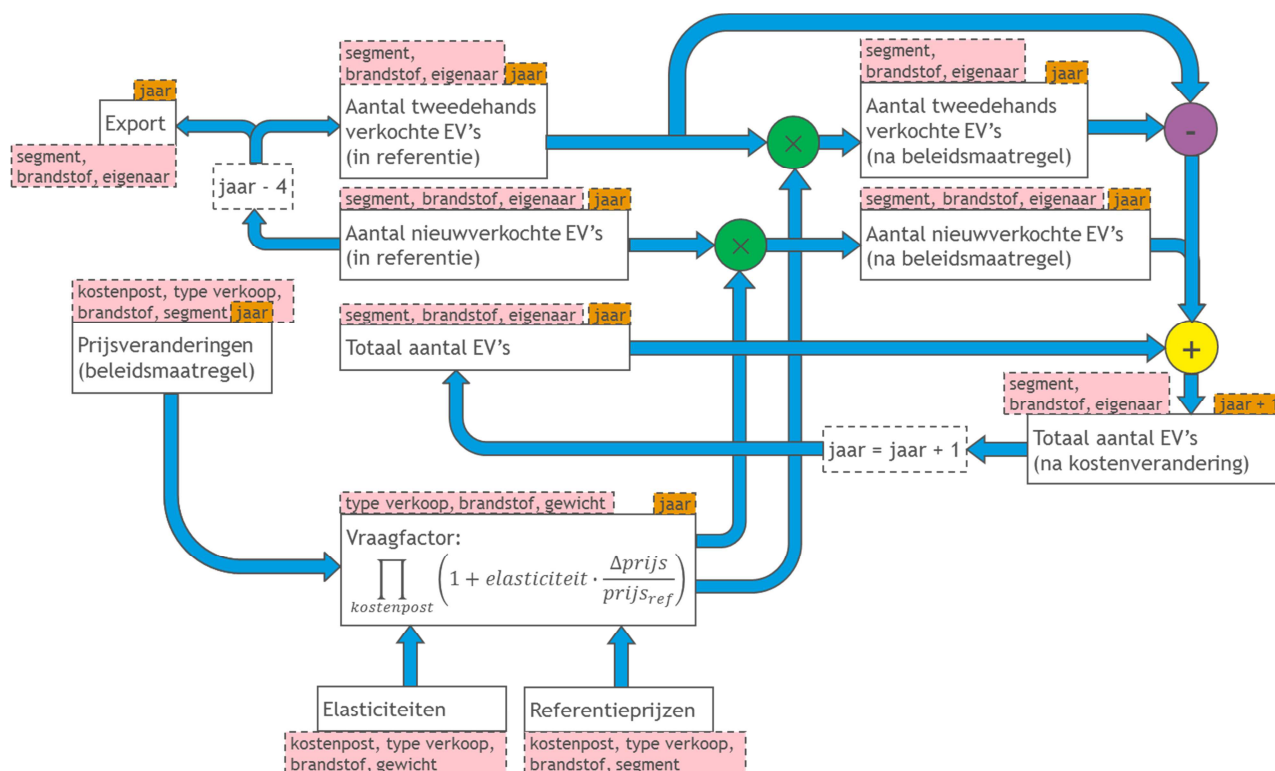 segment,
brandstof, eigenaar
jaar
Aantal tweedehands
verkochte EV's
(in referentie)
segment,
brandstof, eigenaar
jaar
Aantal tweedehands
verkochte EV's
(na beleidsmaatregel)
-
jaar
Export
segment,
brandstof, eigenaar
jaar - 4
×
segment, brandstof, eigenaar
jaar
Aantal nieuwverkochte EV's
(in referentie)
×
segment, brandstof, eigenaar
jaar
Aantal nieuwverkochte EV's
(na beleidsmaatregel)
kostenpost, type verkoop,
brandstof, segment
jaar
Prijsveranderingen
(beleidsmaatregel)
segment, brandstof, eigenaar
jaar
Totaal aantal EV's
+
segment,
brandstof, eigenaar
jaar + 1
Totaal aantal EV's
(na kostenverandering)
jaar = jaar + 1
type verkoop, brandstof, gewicht
jaar
Vraagfactor:
∏ kostenpost (1 + elasticiteit · Δprijs / prijs_ref)
Elasticiteiten
kostenpost, type verkoop,
brandstof, gewicht
Referentieprijzen
kostenpost, type verkoop,
brandstof, segment